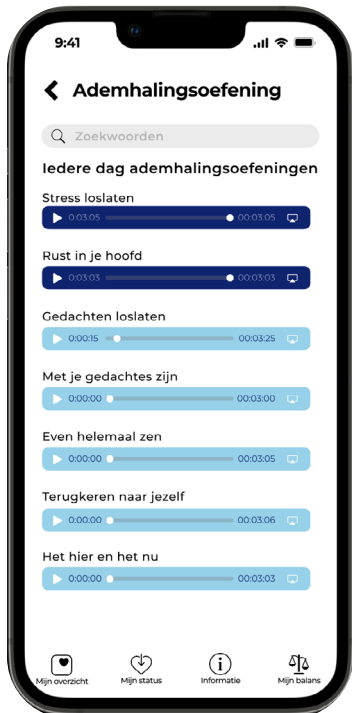 9:41
Ademhalingsoefening
Zoekwoorden
Iedere dag ademhalingsoefeningen
Stress loslaten
0:03:05 00:03:05
Rust in je hoofd
0:03:03 00:03:03
Gedachten loslaten
0:00:15 00:03:25
Met je gedachtes zijn
0:00:00 00:03:00
Even helemaal zen
0:00:00 00:03:05
Terugkeren naar jezelf
0:00:00 00:03:06
Het hier en het nu
0:00:00 00:03:03
Mijn overzicht Mijn status Informatie Mijn balans